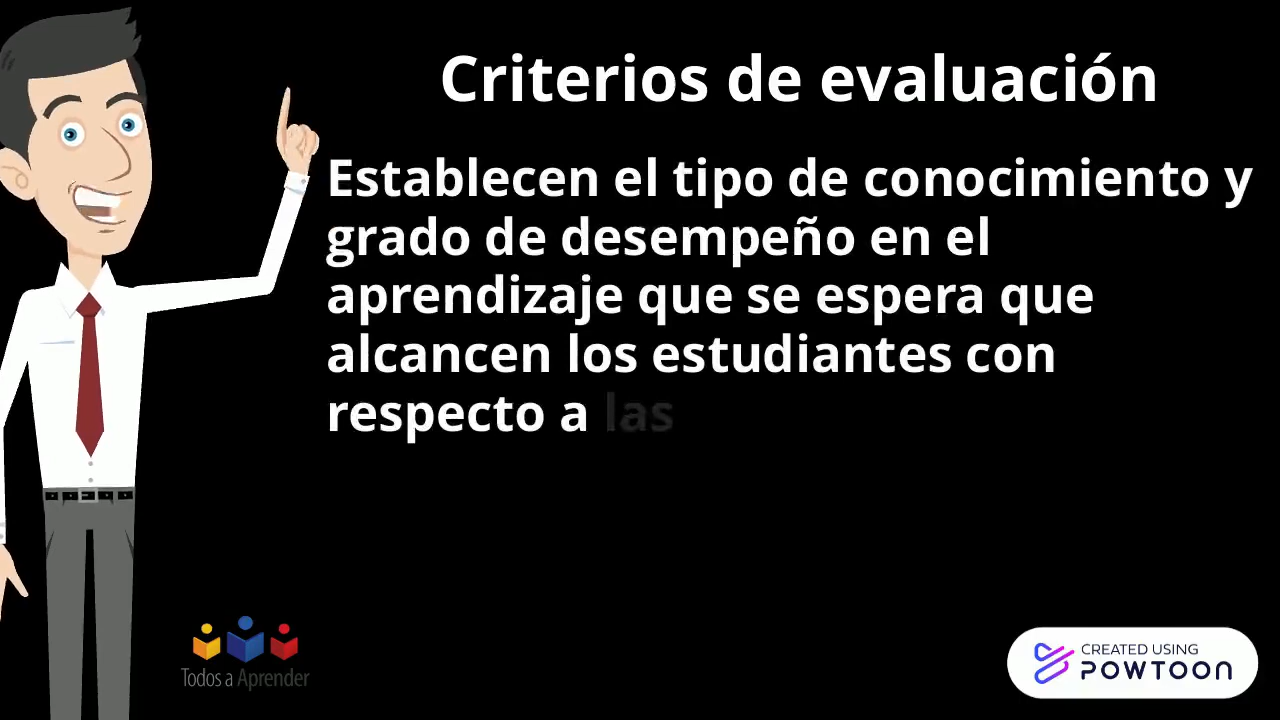 Criterios de evaluación
Establecen el tipo de conocimiento y
grado de desempeño en el
aprendizaje que se espera que
alcancen los estudiantes con
respecto a las
Todos a Aprender
CREATED USING
POWTOON